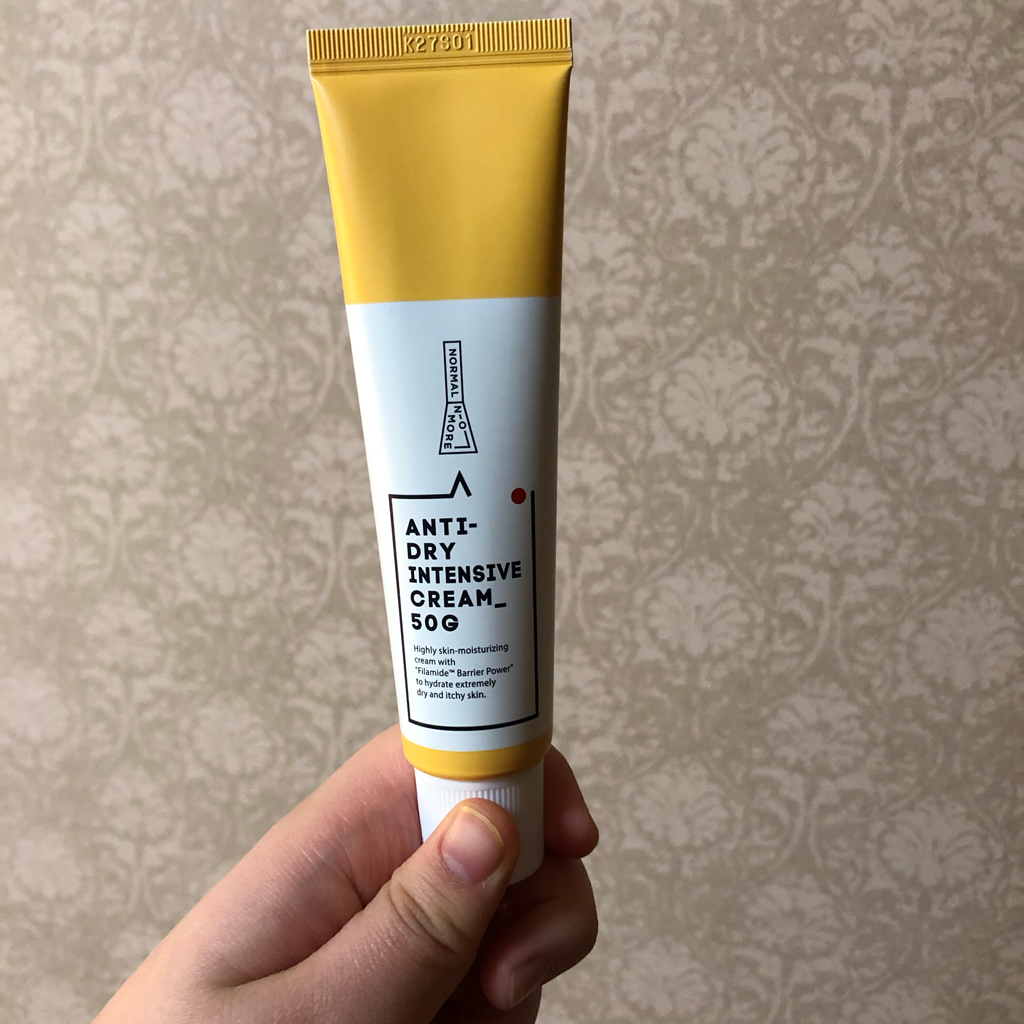 K27S01
NORMAL
NO
MORE
ANTI-
DRY
INTENSIVE
CREAM_
50G
Highly skin-moisturizing
cream with
"Filamide™ Barrier Power"
to hydrate extremely
dry and itchy skin.